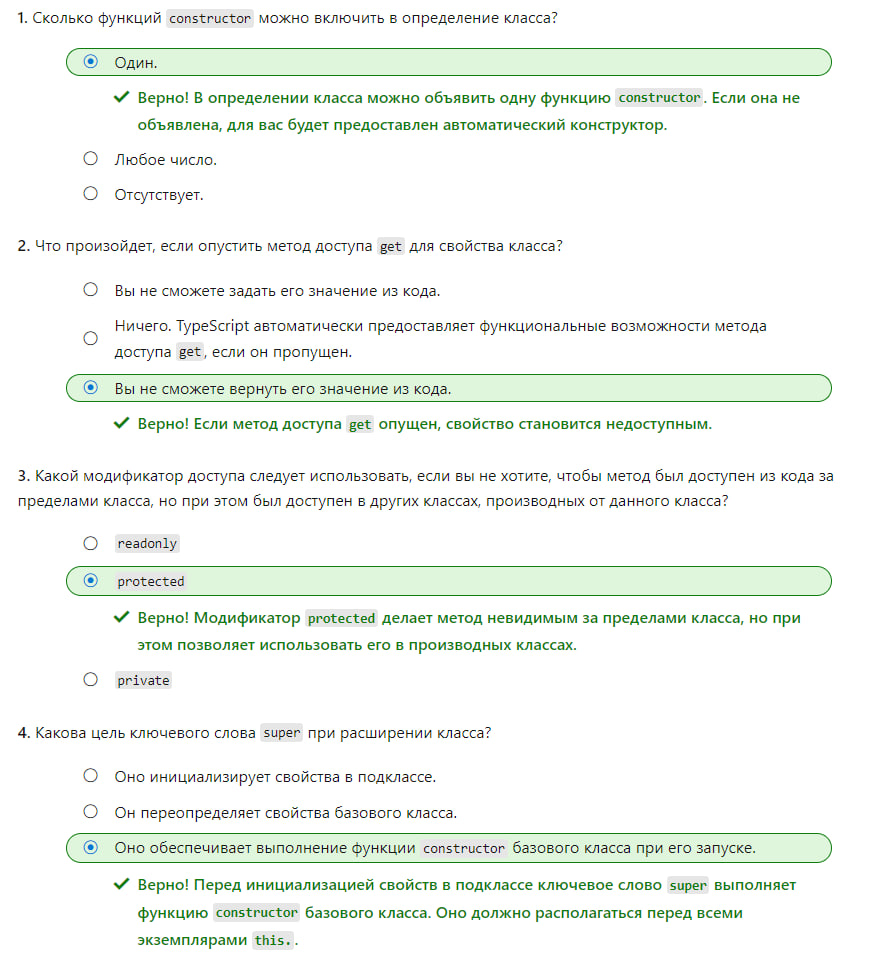 1. Сколько функций constructor можно включить в определение класса?
Один.
Верно! В определении класса можно объявить одну функцию constructor. Если она не
объявлена, для вас будет предоставлен автоматический конструктор.
Любое число.
Отсутствует.
2. Что произойдет, если опустить метод доступа get для свойства класса?
Вы не сможете задать его значение из кода.
Ничего. TypeScript автоматически предоставляет функциональные возможности метода
доступа get, если он пропущен.
Вы не сможете вернуть его значение из кода.
Верно! Если метод доступа get опущен, свойство становится недоступным.
3. Какой модификатор доступа следует использовать, если вы не хотите, чтобы метод был доступен из кода за
пределами класса, но при этом был доступен в других классах, производных от данного класса?
readonly
protected
Верно! Модификатор protected делает метод невидимым за пределами класса, но при
этом позволяет использовать его в производных классах.
private
4. Какова цель ключевого слова super при расширении класса?
Оно инициализирует свойства в подклассе.
Он переопределяет свойства базового класса.
Оно обеспечивает выполнение функции constructor базового класса при его запуске.
Верно! Перед инициализацией свойств в подклассе ключевое слово super выполняет
функцию constructor базового класса. Оно должно располагаться перед всеми
экземплярами this..